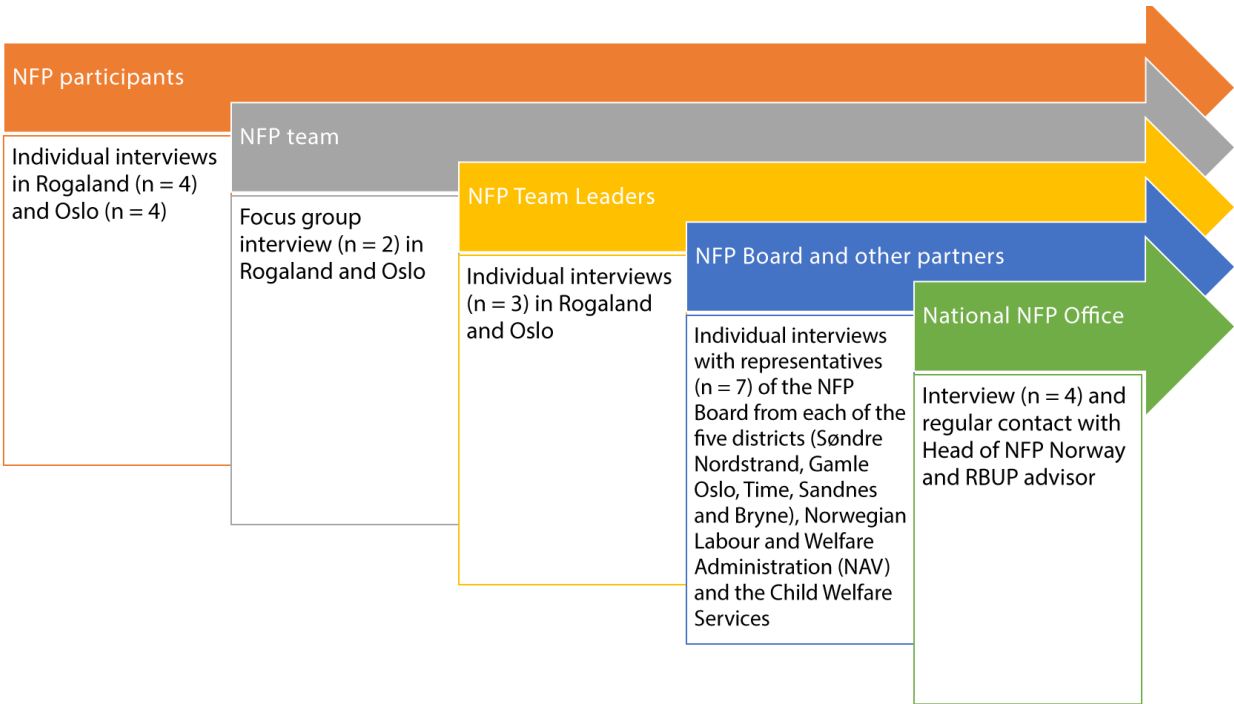 NFP participants
Individual interviews
in Rogaland (n = 4)
and Oslo (n = 4)
NFP team
Focus group
interview (n = 2) in
Rogaland and Oslo
NFP Team Leaders
Individual interviews
(n = 3) in Rogaland
and Oslo
NFP Board and other partners
Individual interviews
with representatives
(n = 7) of the NFP
Board from each of the
five districts (Søndre
Nordstrand, Gamle
Oslo, Time, Sandnes
and Bryne), Norwegian
Labour and Welfare
Administration (NAV)
and the Child Welfare
Services
National NFP Office
Interview (n = 4) and
regular contact with
Head of NFP Norway
and RBUP advisor